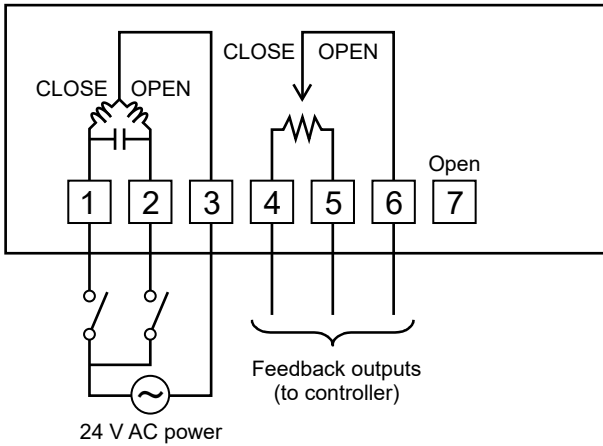 CLOSE OPEN
CLOSE OPEN
Open
1 2 3 4 5 6 7
Feedback outputs
(to controller)
24 V AC power